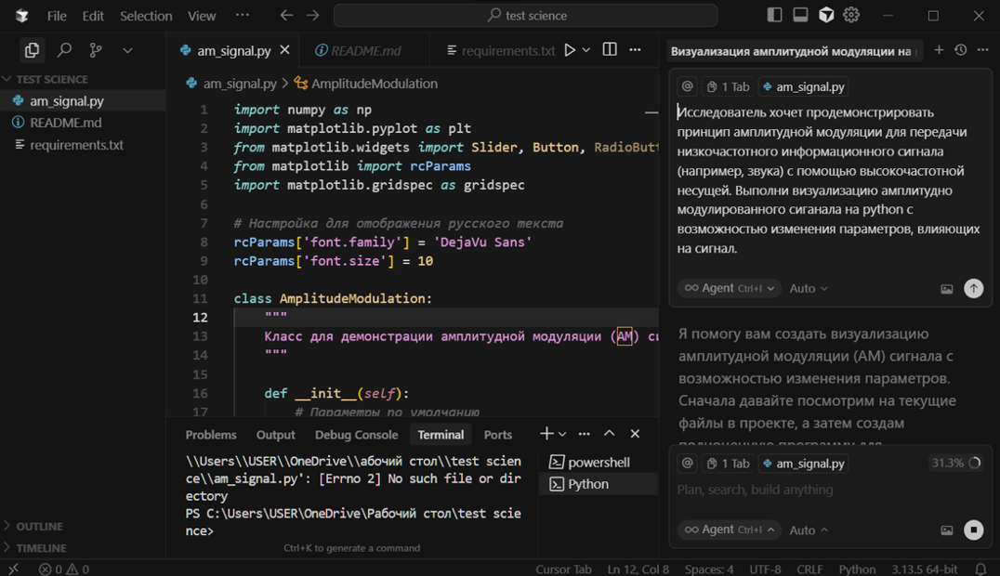 File Edit Selection View ··· test science
am_signal.py README.md requirements.txt
TEST SCIENCE
am_signal.py
README.md
requirements.txt
OUTLINE
TIMELINE
am_signal.py > AmplitudeModulation
1 import numpy as np
2 import matplotlib.pyplot as plt
3 from matplotlib.widgets import Slider, Button, RadioButt
4 from matplotlib import rcParams
5 import matplotlib.gridspec as gridspec
6
7 # Настройка для отображения русского текста
8 rcParams['font.family'] = 'DejaVu Sans'
9 rcParams['font.size'] = 10
10
11 class AmplitudeModulation:
12 """
13 Класс для демонстрации амплитудной модуляции (AM) си
14 """
15
16 def __init__(self):
17 # Параметры по умолчанию
Problems Output Debug Console Terminal Ports
\\Users\\USER\\OneDrive\\абочий стол\\test scien
ce\\am_signal.py': [Errno 2] No such file or dir
ectory
PS C:\Users\USER\OneDrive\Рабочий стол\test scie
nce>
powershell
Python
Ctrl+K to generate a command
Визуализация амплитудной модуляции на
@ 1 Tab am_signal.py
Исследователь хочет продемонстрировать
принцип амплитудной модуляции для передачи
низкочастотного информационного сигнала
(например, звука) с помощью высокочастотной
несущей. Выполни визуализацию амплитудно
модулированного сиганала на python с
возможностью изменения параметров, влияющих
на сигнал.
Agent Ctrl+I Auto
Я помогу вам создать визуализацию
амплитудной модуляции (АМ) сигнала с
возможностью изменения параметров.
Сначала давайте посмотрим на текущие
файлы в проекте, а затем создам
@ 1 Tab am_signal.py 31.3%
Plan, search, build anything
Agent Ctrl+I Auto
0 0 Cursor Tab Ln 12, Col 8 Spaces: 4 UTF-8 CRLF Python 3.13.5 64-bit